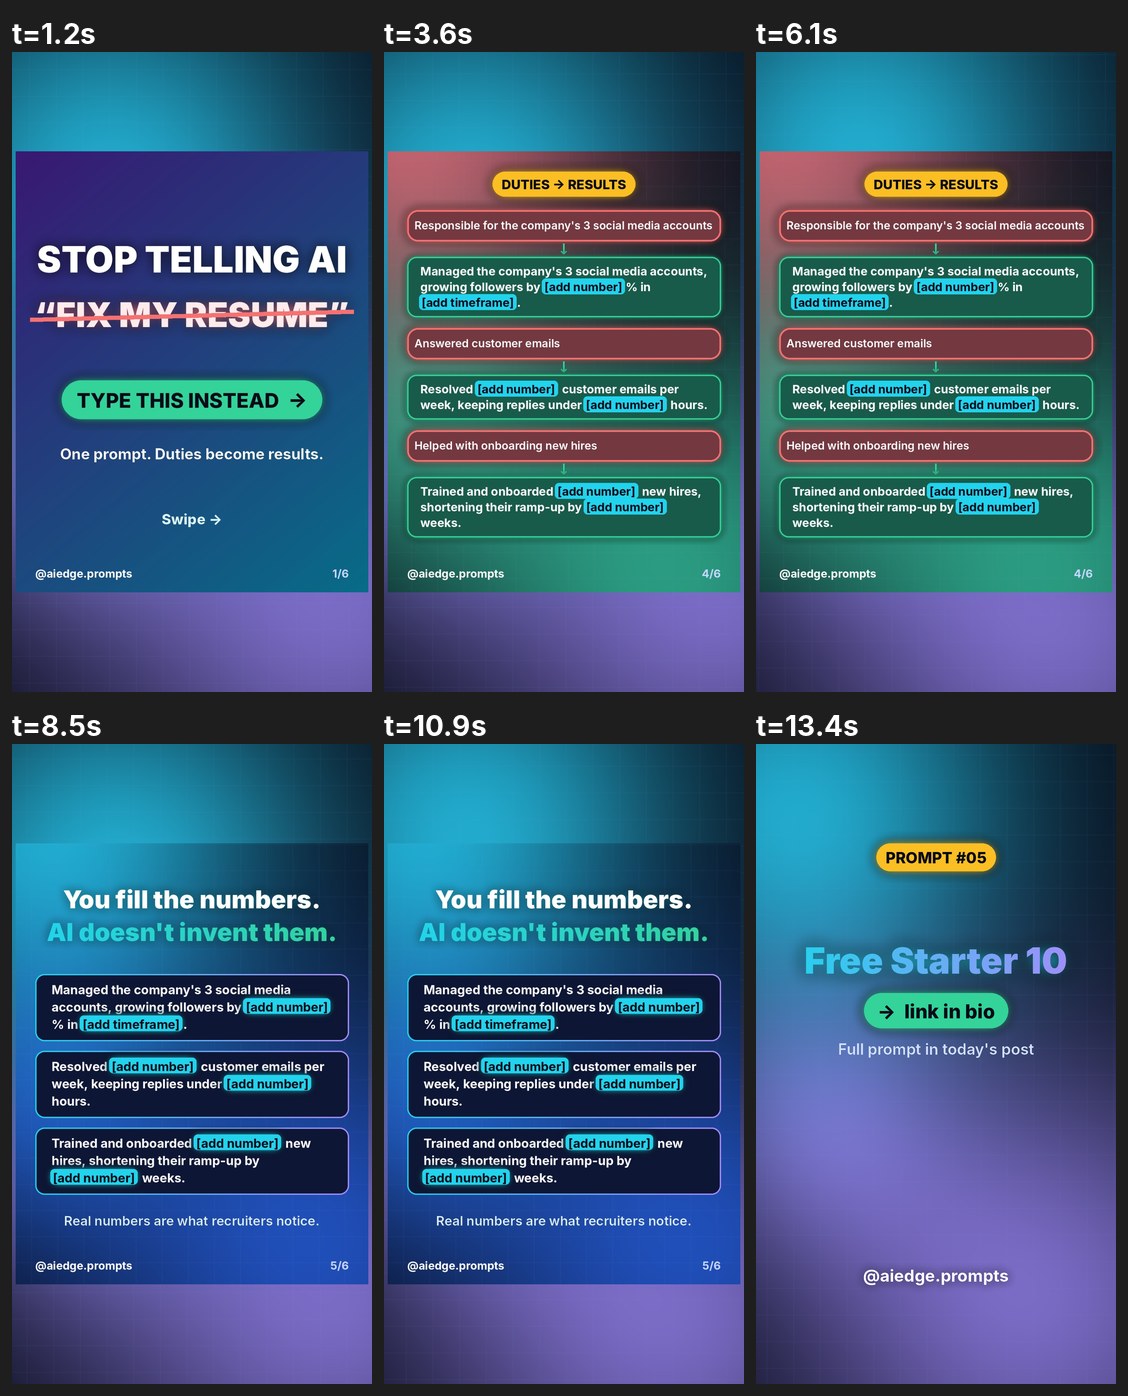 t=1.2s
STOP TELLING AI
“FIX MY RESUME”
TYPE THIS INSTEAD →
One prompt. Duties become results.
Swipe →
@aiedge.prompts
1/6
t=3.6s
DUTIES → RESULTS
Responsible for the company's 3 social media accounts
↓
Managed the company's 3 social media accounts,
growing followers by [add number] % in
[add timeframe].
Answered customer emails
↓
Resolved [add number] customer emails per
week, keeping replies under [add number] hours.
Helped with onboarding new hires
↓
Trained and onboarded [add number] new hires,
shortening their ramp-up by [add number]
weeks.
@aiedge.prompts
4/6
t=6.1s
DUTIES → RESULTS
Responsible for the company's 3 social media accounts
↓
Managed the company's 3 social media accounts,
growing followers by [add number] % in
[add timeframe].
Answered customer emails
↓
Resolved [add number] customer emails per
week, keeping replies under [add number] hours.
Helped with onboarding new hires
↓
Trained and onboarded [add number] new hires,
shortening their ramp-up by [add number]
weeks.
@aiedge.prompts
4/6
t=8.5s
You fill the numbers.
AI doesn't invent them.
Managed the company's 3 social media
accounts, growing followers by [add number]
% in [add timeframe].
Resolved [add number] customer emails per
week, keeping replies under [add number]
hours.
Trained and onboarded [add number] new
hires, shortening their ramp-up by
[add number] weeks.
Real numbers are what recruiters notice.
@aiedge.prompts
5/6
t=10.9s
You fill the numbers.
AI doesn't invent them.
Managed the company's 3 social media
accounts, growing followers by [add number]
% in [add timeframe].
Resolved [add number] customer emails per
week, keeping replies under [add number]
hours.
Trained and onboarded [add number] new
hires, shortening their ramp-up by
[add number] weeks.
Real numbers are what recruiters notice.
@aiedge.prompts
5/6
t=13.4s
PROMPT #05
Free Starter 10
→ link in bio
Full prompt in today's post
@aiedge.prompts